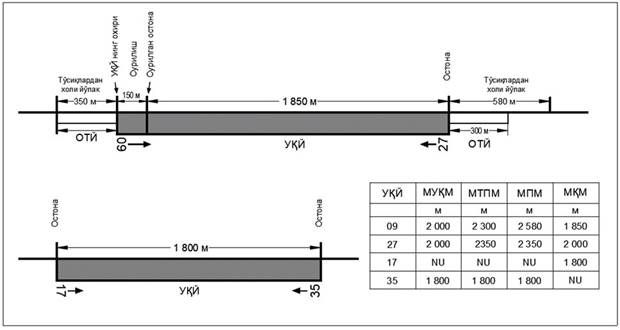 Тўсиқлардан
холи йўлак
350 м
УҚЙ нинг охири
Сурилиш
Сурилган остона
150 м
1 850 м
Остона
Тўсиқлардан
холи йўлак
580 м
ОТЙ
09
УҚЙ
27
300 м
ОТЙ
Остона
1 800 м
Остона
17
УҚЙ
35
УҚЙ МУҚМ МТПМ МПМ МҚМ
м м м м
09 2 000 2 300 2 580 1 850
27 2 000 2350 2 350 2 000
17 NU NU NU 1 800
35 1 800 1 800 1 800 NU